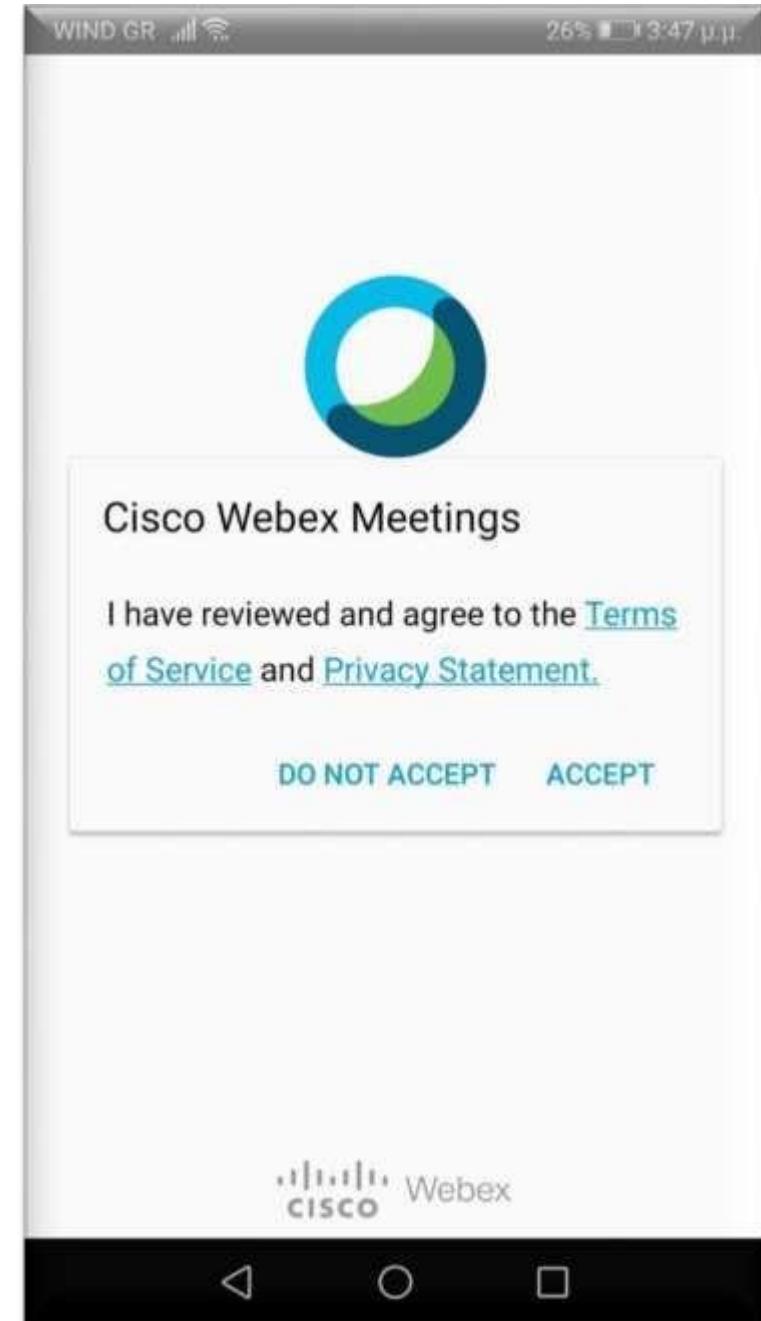 WIND GR 26% 3:47 μ.μ.
Cisco Webex Meetings
I have reviewed and agree to the Terms
of Service and Privacy Statement.
DO NOT ACCEPT ACCEPT
CISCO Webex